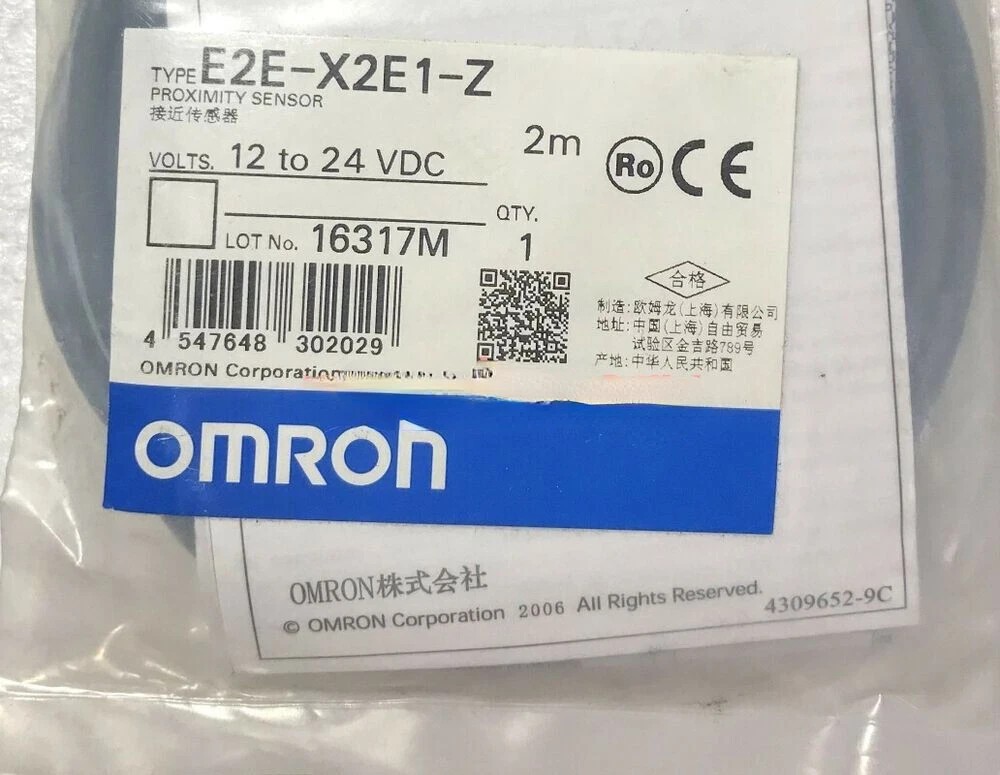 TYPE E2E-X2E1-Z
PROXIMITY SENSOR
接近传感器
VOLTS. 12 to 24 VDC
2m
Ro CE
LOT No. 16317M
QTY.
1
4 547648 302029
OMRON Corporation
合格
制造:欧姆龙(上海)有限公司
地址:中国(上海)自由贸易
试验区金吉路789号
产地:中华人民共和国
OMRON
OMRON株式会社
© OMRON Corporation 2006 All Rights Reserved.
4309652-9C